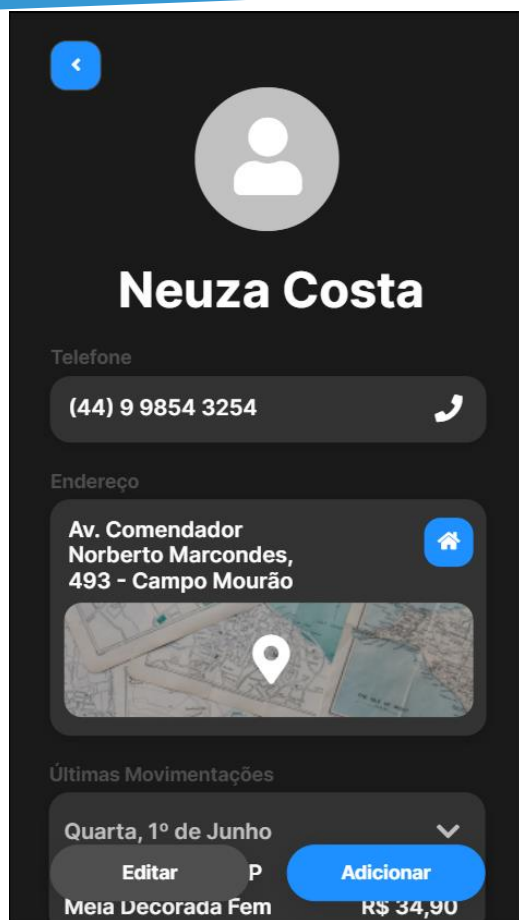 Neuza Costa
Telefone
(44) 9 9854 3254
Endereço
Av. Comendador
Norberto Marcondes,
493 - Campo Mourão
Últimas Movimentações
Quarta, 1º de Junho
P
Editar
Adicionar
Meia Decorada Fem R$ 34,90